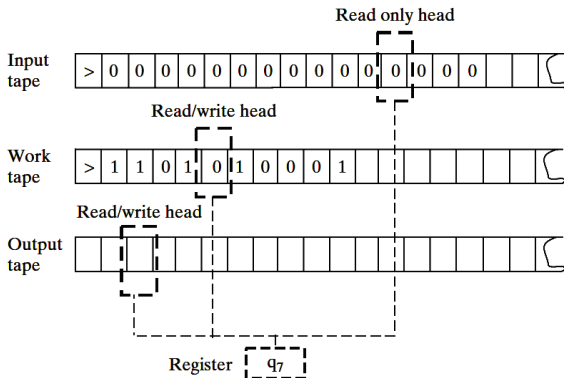 Read only head
Input tape
> 0 0 0 0 0 0 0 0 0 0 0 0 0 0 0
Read/write head
Work tape
> 1 1 0 1 0 1 0 0 0 1
Read/write head
Output tape
Register q7